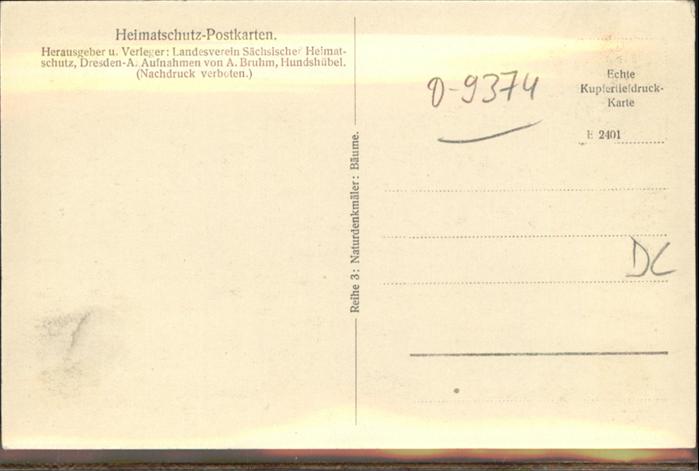 Heimatschutz-Postkarten.
Herausgeber u. Verleger: Landesverein Sächsischer Heimat-
schutz, Dresden-A. Aufnahmen von A. Bruhm, Hundshübel.
(Nachdruck verboten.)
Reihe 3: Naturdenkmäler: Bäume.
0-9374
Echte
Kupfertiefdruck-
Karte
E 2401
DC